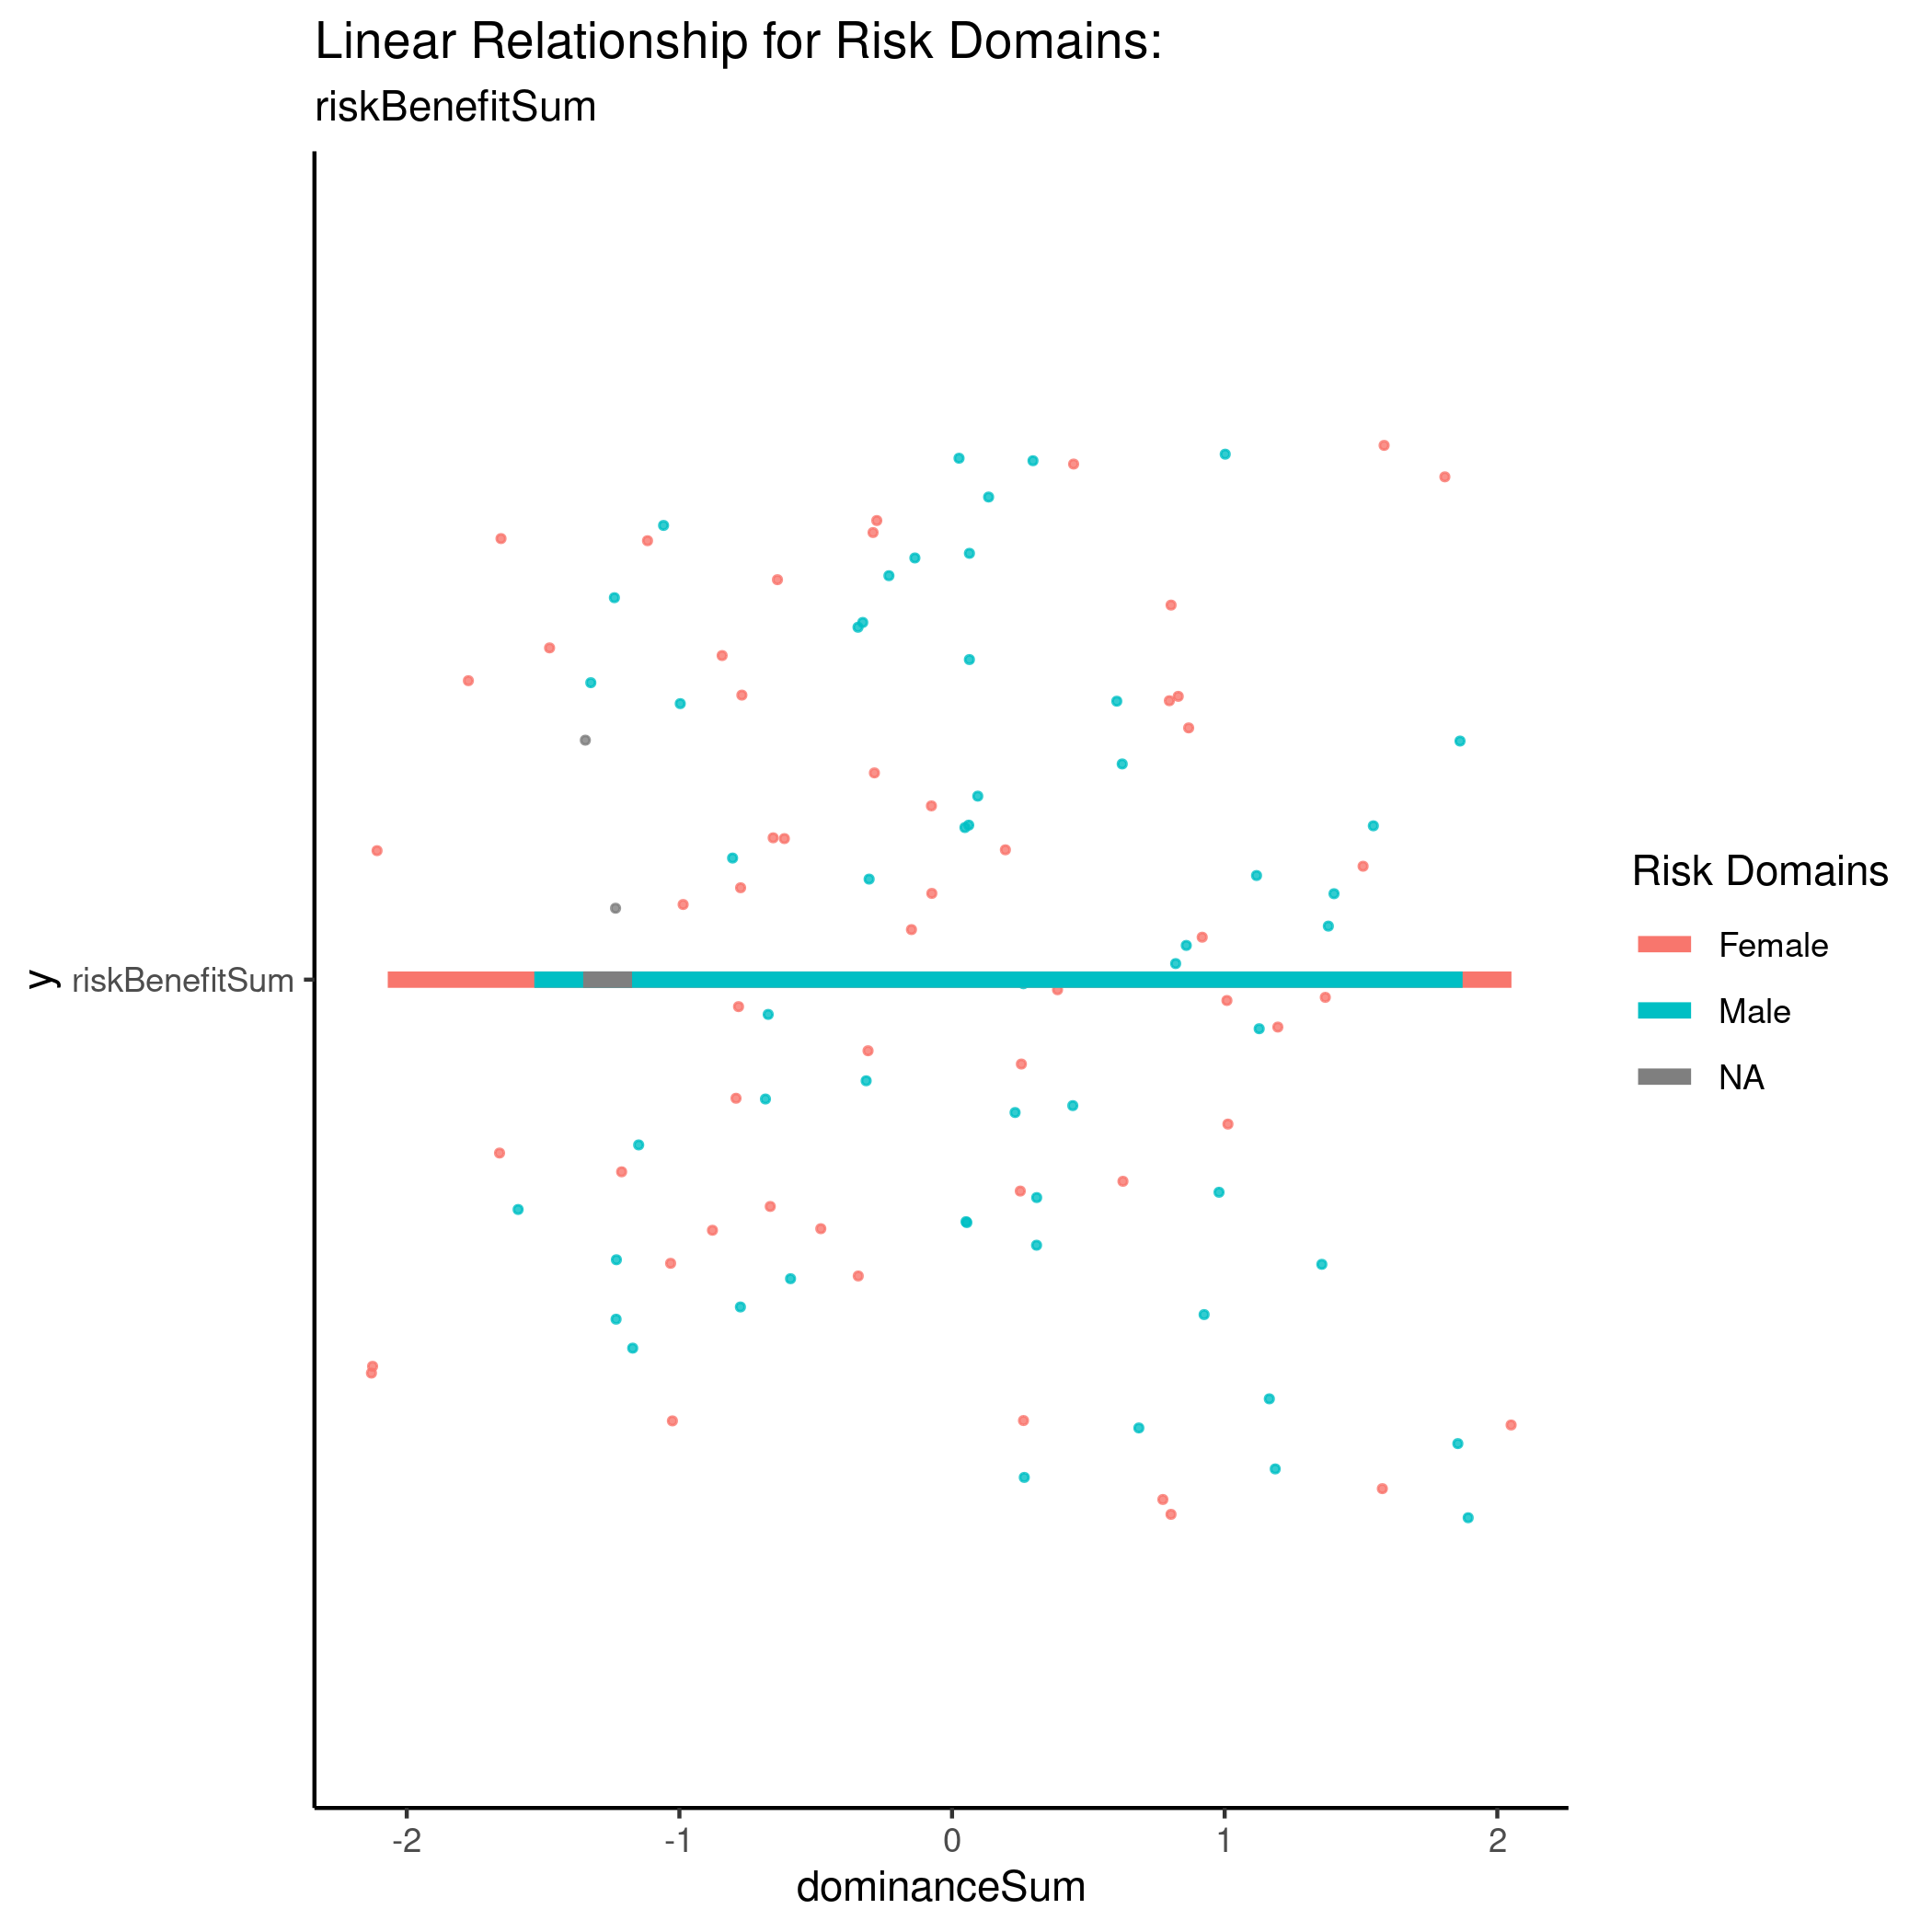 Linear Relationship for Risk Domains:
riskBenefitSum
y
riskBenefitSum
Risk Domains
Female
Male
NA
-2
-1
0
1
2
dominanceSum